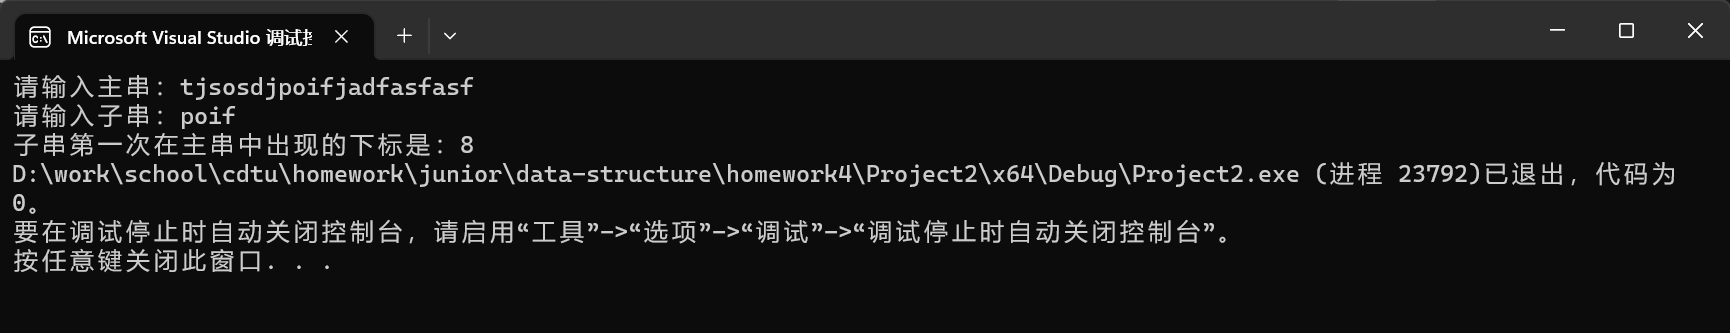 Microsoft Visual Studio 调试
请输入主串：tjsosdjpoifjadfasfasf
请输入子串：poif
子串第一次在主串中出现的下标是：8
D:\work\school\cdtu\homework\junior\data-structure\homework4\Project2\x64\Debug\Project2.exe (进程 23792)已退出，代码为
0。
要在调试停止时自动关闭控制台，请启用“工具”->“选项”->“调试”->“调试停止时自动关闭控制台”。
按任意键关闭此窗口. . .